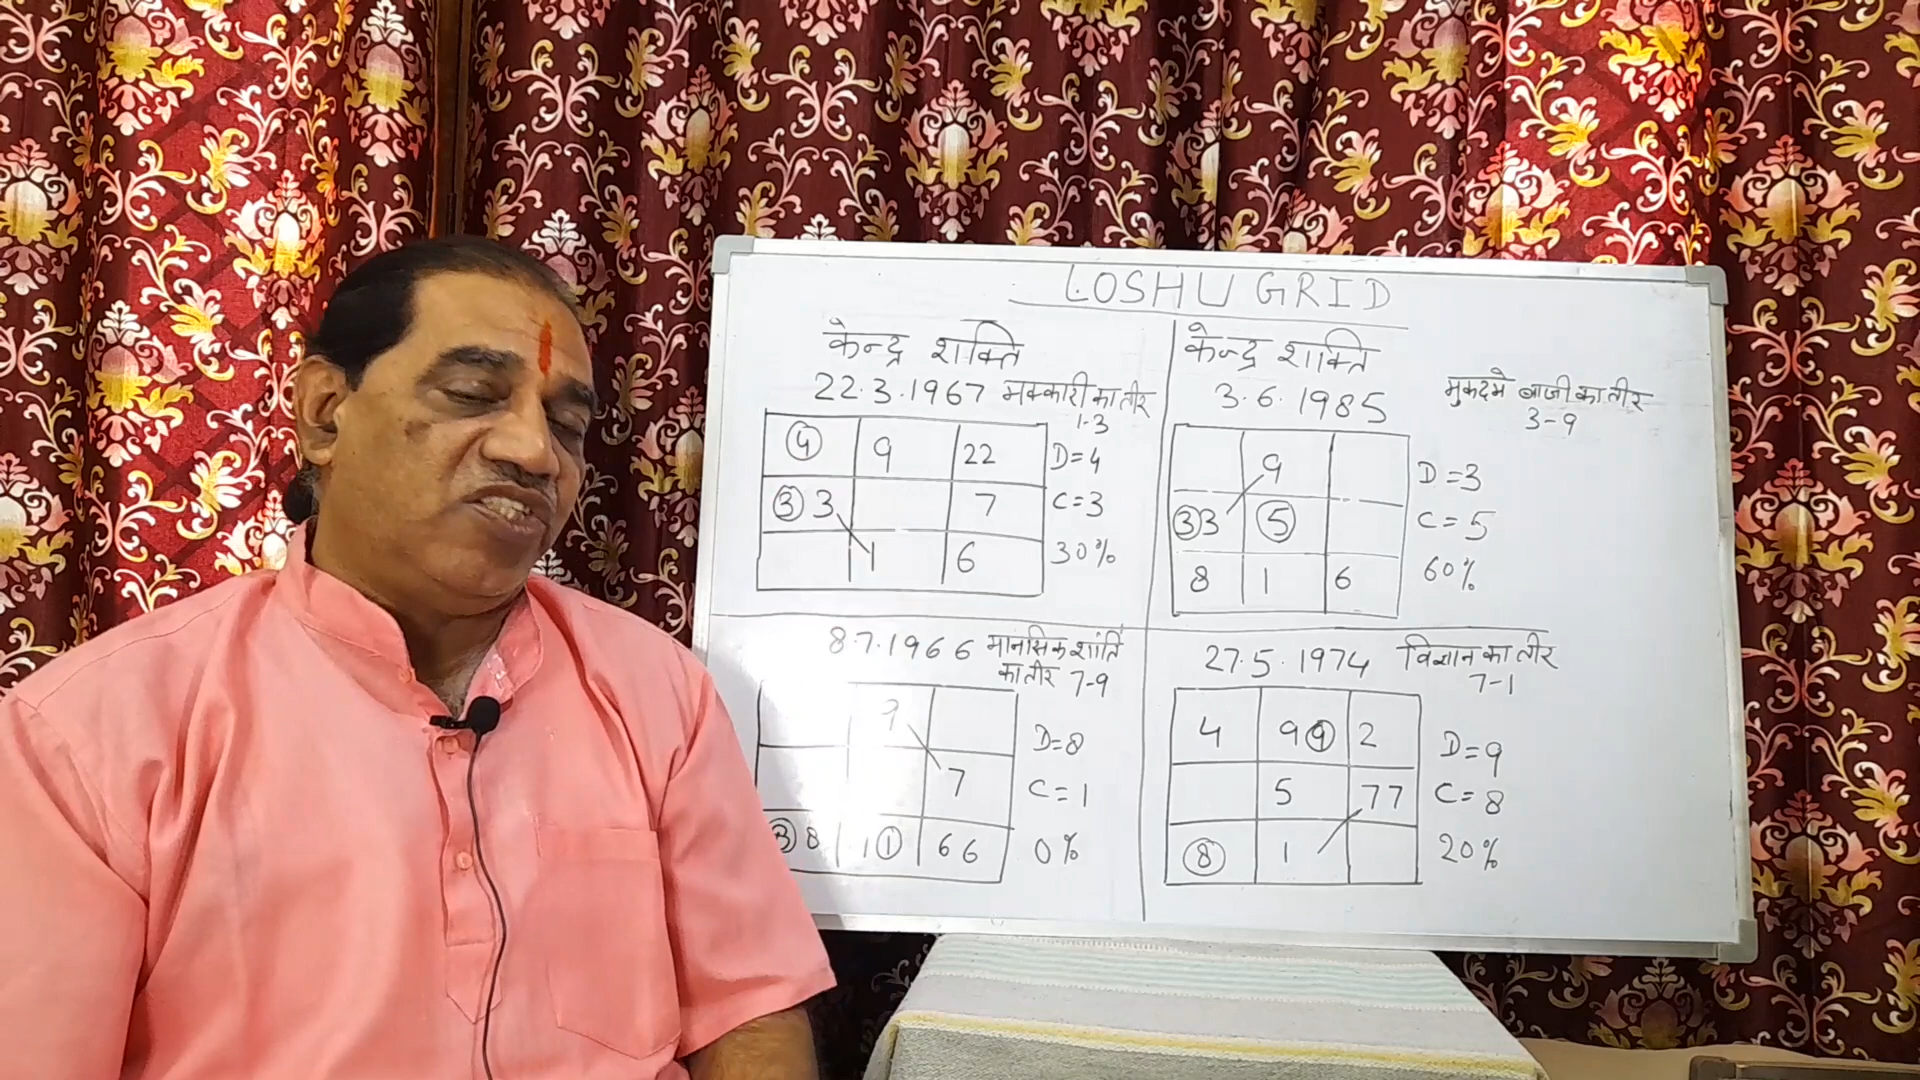 LOSHU GRID
केन्द्र शक्ति
22.3.1967 मक्कारी का तीर
1-3
4 9 22
3 3 7
1 6
D=4
C=3
30%
केन्द्र शक्ति
3.6.1985
मुकदमे बाजी का तीर
3-9
9
3 3 5
8 1 6
D=3
C=5
60%
8.7.1966 मानसिक शांति
का तीर 7-9
9
7
8 1 1 66
D=8
C=1
0%
27.5.1974 विज्ञान का तीर
7-1
4 9 9 2
5 77
8 1
D=9
C=8
20%